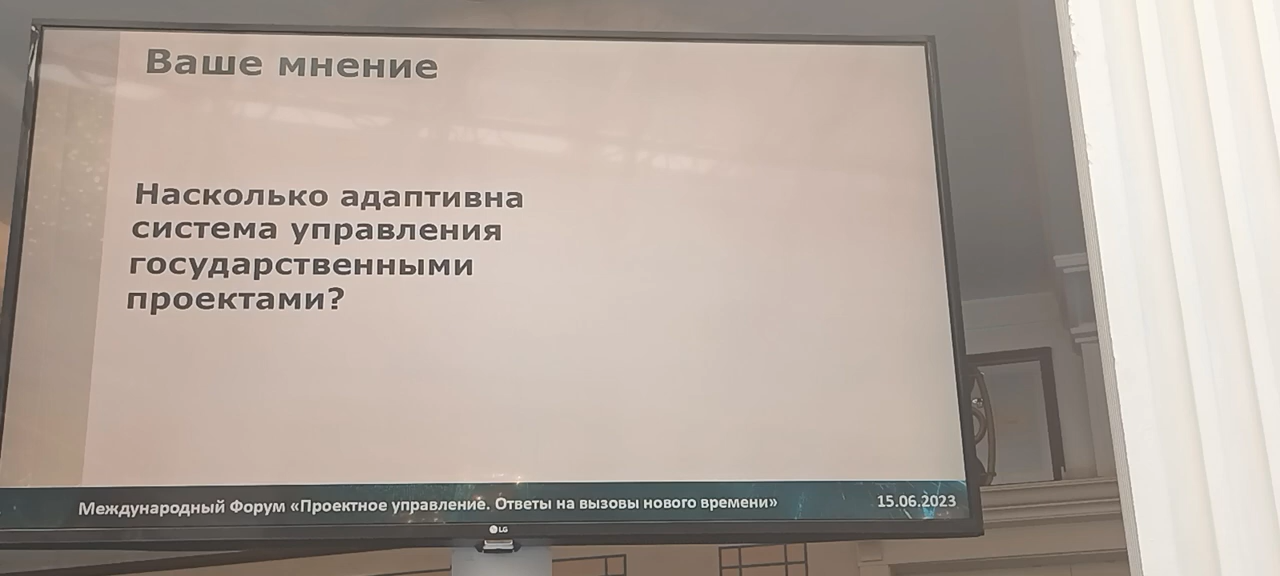 Ваше мнение
Насколько адаптивна
система управления
государственными
проектами?
Международный Форум «Проектное управление. Ответы на вызовы нового времени»
15.06.2023
LG